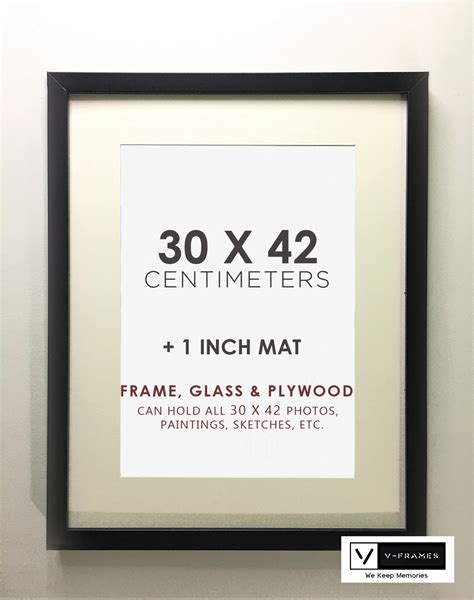 30 X 42
CENTIMETERS
+ 1 INCH MAT
FRAME, GLASS & PLYWOOD
CAN HOLD ALL 30 X 42 PHOTOS,
PAINTINGS, SKETCHES, ETC.
V V-FRAMES
We Keep Memories